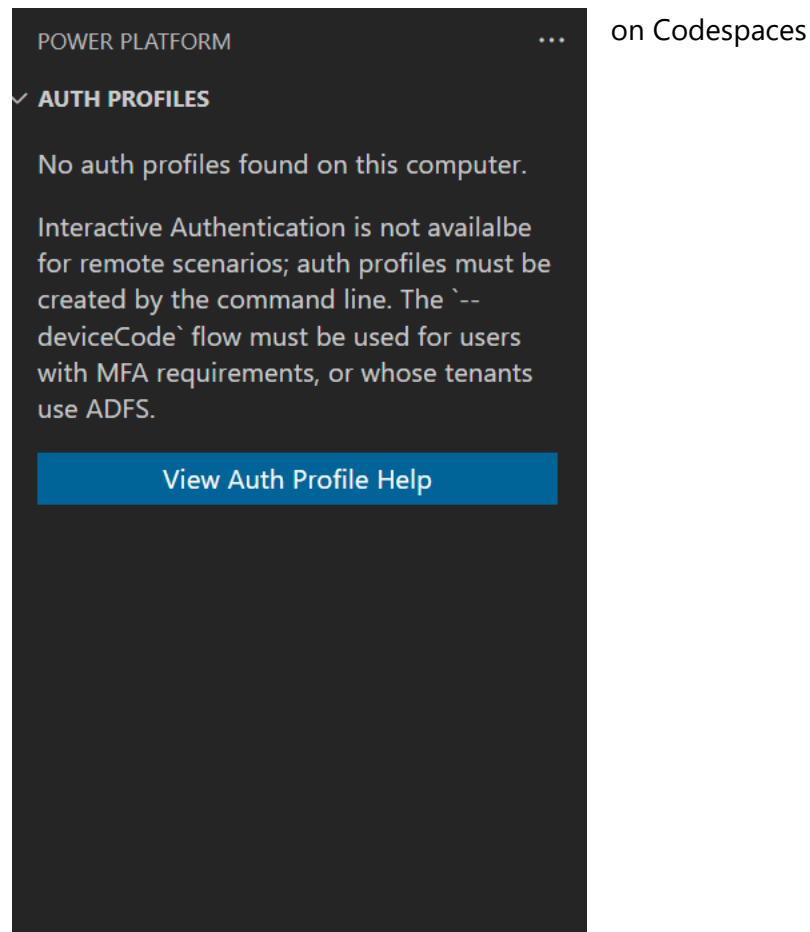 POWER PLATFORM ...
on Codespaces
AUTH PROFILES
No auth profiles found on this computer.
Interactive Authentication is not availalbe
for remote scenarios; auth profiles must be
created by the command line. The `--
deviceCode` flow must be used for users
with MFA requirements, or whose tenants
use ADFS.
View Auth Profile Help